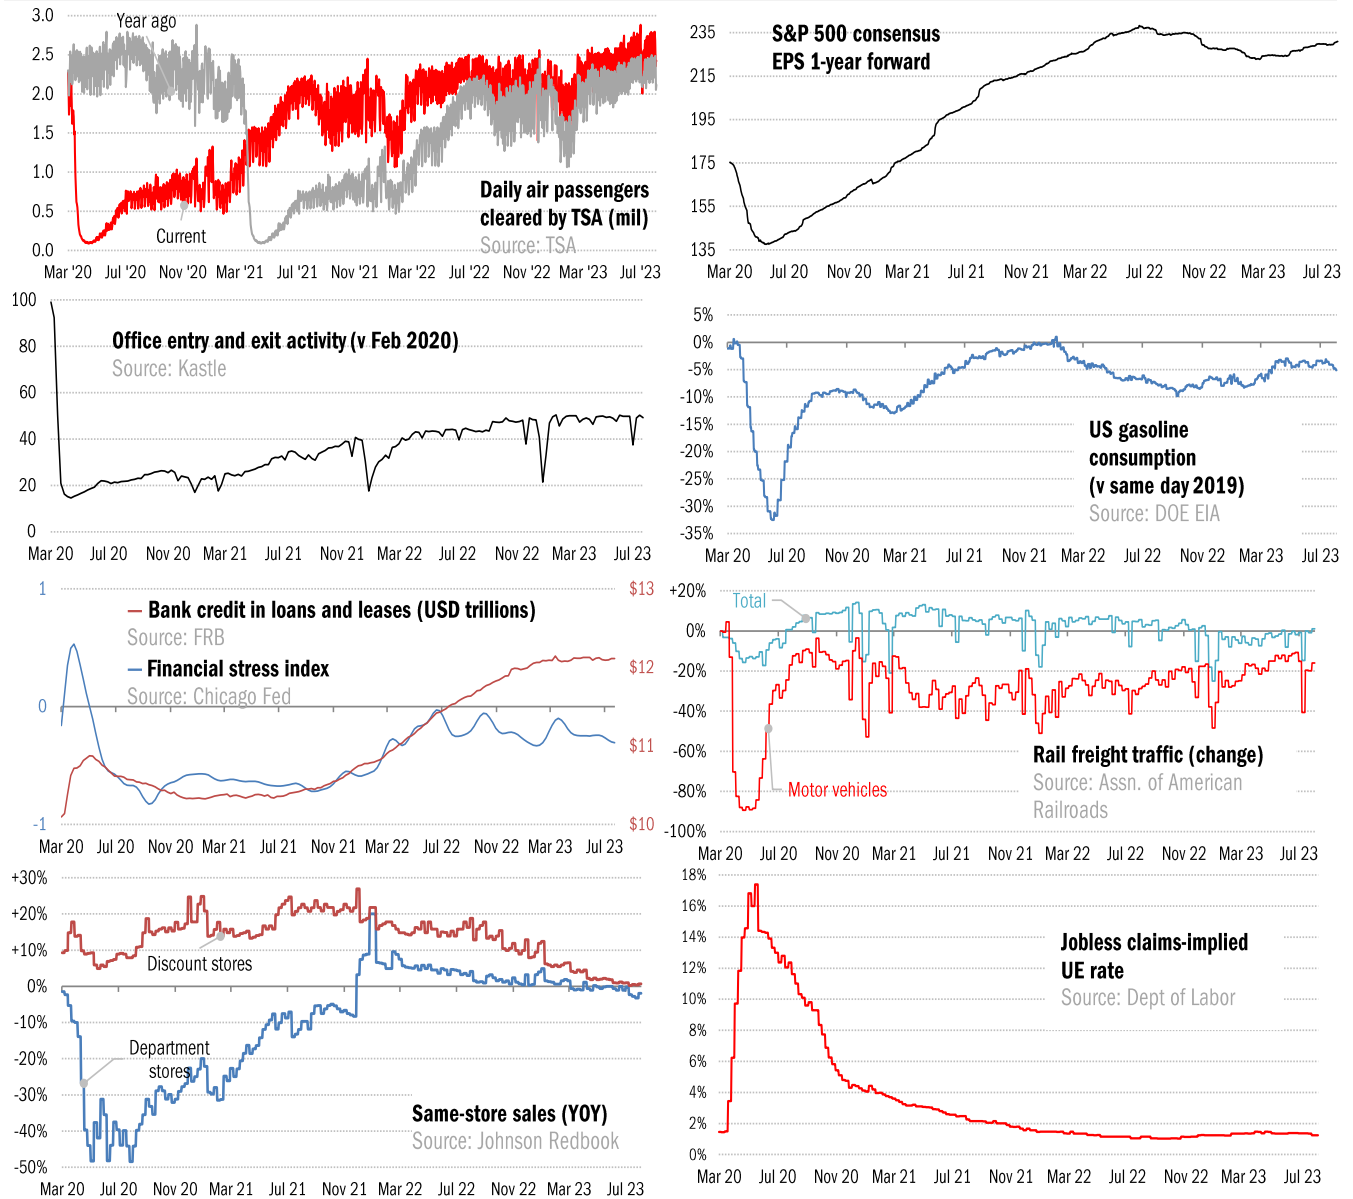 3.0
2.5
2.0
1.5
1.0
0.5
0.0
Year ago
Current
Daily air passengers
cleared by TSA (mil)
Source: TSA
Mar '20 Jul '20 Nov '20 Mar '21 Jul '21 Nov '21 Mar '22 Jul '22 Nov '22 Mar '23 Jul '23
235
215
195
175
155
135
S&P 500 consensus
EPS 1-year forward
Mar 20 Jul 20 Nov 20 Mar 21 Jul 21 Nov 21 Mar 22 Jul 22 Nov 22 Mar 23 Jul 23
100
80
60
40
20
0
Office entry and exit activity (v Feb 2020)
Source: Kastle
Mar 20 Jul 20 Nov 20 Mar 21 Jul 21 Nov 21 Mar 22 Jul 22 Nov 22 Mar 23 Jul 23
5%
0%
-5%
-10%
-15%
-20%
-25%
-30%
-35%
US gasoline
consumption
(v same day 2019)
Source: DOE EIA
Mar 20 Jul 20 Nov 20 Mar 21 Jul 21 Nov 21 Mar 22 Jul 22 Nov 22 Mar 23 Jul 23
1
0
-1
Bank credit in loans and leases (USD trillions)
Source: FRB
Financial stress index
Source: Chicago Fed
$13
$12
$11
$10
Mar 20 Jul 20 Nov 20 Mar 21 Jul 21 Nov 21 Mar 22 Jul 22 Nov 22 Mar 23 Jul 23
+20%
0%
-20%
-40%
-60%
-80%
-100%
Total
Motor vehicles
Rail freight traffic (change)
Source: Assn. of American
Railroads
Mar 20 Jul 20 Nov 20 Mar 21 Jul 21 Nov 21 Mar 22 Jul 22 Nov 22 Mar 23 Jul 23
+30%
+20%
+10%
0%
-10%
-20%
-30%
-40%
-50%
Discount stores
Department
stores
Same-store sales (YOY)
Source: Johnson Redbook
Mar 20 Jul 20 Nov 20 Mar 21 Jul 21 Nov 21 Mar 22 Jul 22 Nov 22 Mar 23 Jul 23
18%
16%
14%
12%
10%
8%
6%
4%
2%
0%
Jobless claims-implied
UE rate
Source: Dept of Labor
Mar 20 Jul 20 Nov 20 Mar 21 Jul 21 Nov 21 Mar 22 Jul 22 Nov 22 Mar 23 Jul 23